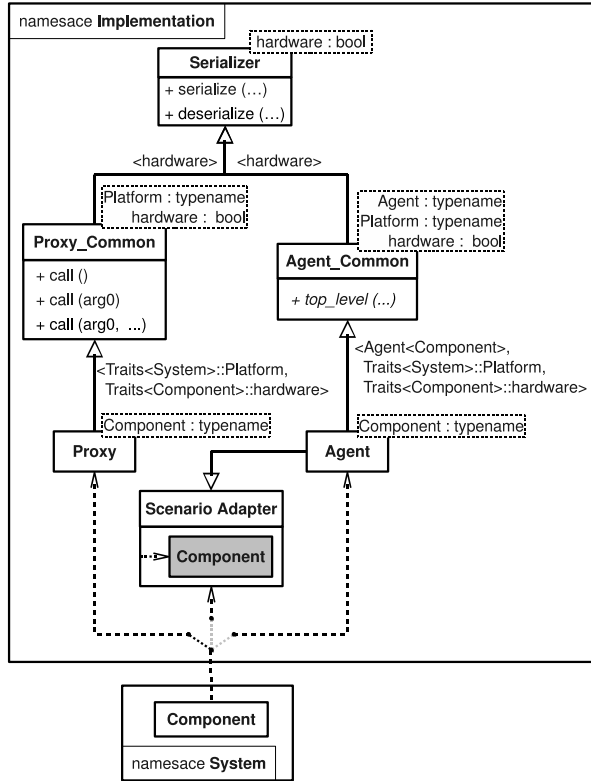 namesace Implementation
hardware : bool
Serializer
+ serialize (...)
+ deserialize (...)
<hardware> <hardware>
Platform : typename
hardware : bool
Agent : typename
Platform : typename
hardware : bool
Proxy_Common
+ call ()
+ call (arg0)
+ call (arg0, ...)
Agent_Common
+ top_level (...)
<Traits<System>::Platform,
Traits<Component>::hardware>
<Agent<Component>,
Traits<System>::Platform,
Traits<Component>::hardware>
Component : typename
Proxy
Component : typename
Agent
Scenario Adapter
Component
Component
namesace System